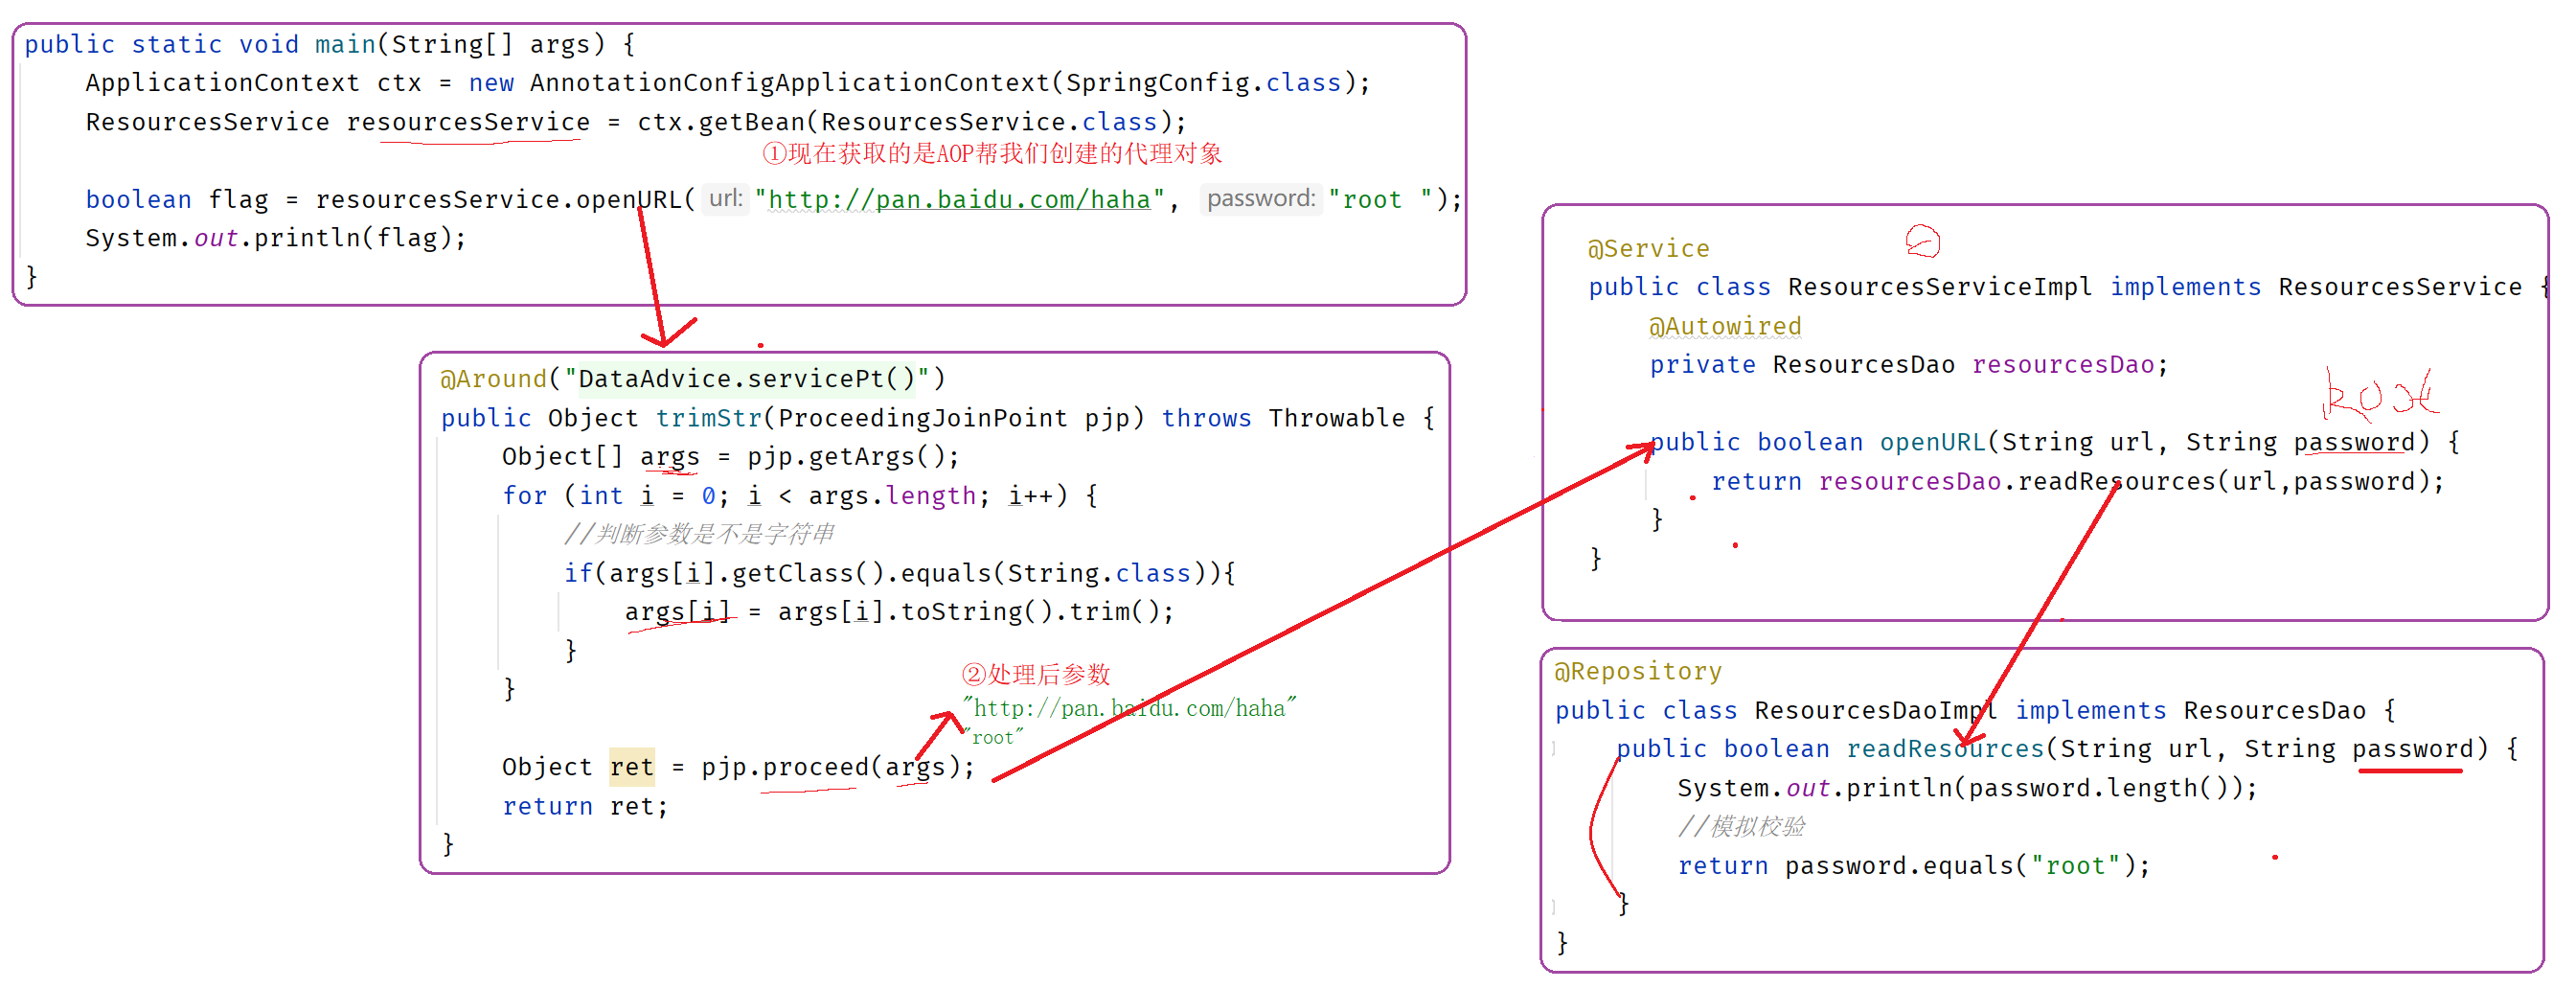 public static void main(String[] args) {
ApplicationContext ctx = new AnnotationConfigApplicationContext(SpringConfig.class);
ResourcesService resourcesService = ctx.getBean(ResourcesService.class);
①现在获取的是AOP帮我们创建的代理对象
boolean flag = resourcesService.openURL( url: "http://pan.baidu.com/haha", password: "root ");
System.out.println(flag);
}
@Around("DataAdvice.servicePt()")
public Object trimStr(ProceedingJoinPoint pjp) throws Throwable {
Object[] args = pjp.getArgs();
for (int i = 0; i < args.length; i++) {
//判断参数是不是字符串
if(args[i].getClass().equals(String.class)){
args[i] = args[i].toString().trim();
}
}
②处理后参数
"http://pan.baidu.com/haha"
"root"
Object ret = pjp.proceed(args);
return ret;
}
@Service
public class ResourcesServiceImpl implements ResourcesService {
@Autowired
private ResourcesDao resourcesDao;
root
public boolean openURL(String url, String password) {
return resourcesDao.readResources(url,password);
}
}
@Repository
public class ResourcesDaoImpl implements ResourcesDao {
public boolean readResources(String url, String password) {
System.out.println(password.length());
//模拟校验
return password.equals("root");
}
}